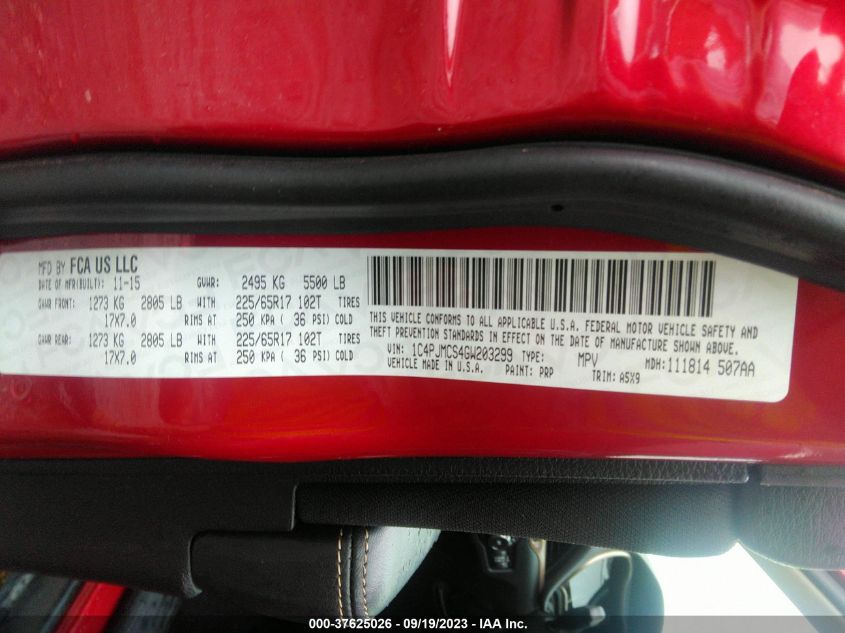 MFD BY FCA US LLC
DATE OF MFR(BUILT): 11-15 GVWR: 2495 KG 5500 LB
GAWR FRONT: 1273 KG 2805 LB WITH 225/65R17 102T TIRES
17X7.0 RIMS AT 250 KPA ( 36 PSI) COLD
GAWR REAR: 1273 KG 2805 LB WITH 225/65R17 102T TIRES
17X7.0 RIMS AT 250 KPA ( 36 PSI) COLD
THIS VEHICLE CONFORMS TO ALL APPLICABLE U.S.A. FEDERAL MOTOR VEHICLE SAFETY AND
THEFT PREVENTION STANDARDS IN EFFECT ON THE DATE OF MANUFACTURE SHOWN ABOVE.
VIN: 1C4PJMCS4GW203299 TYPE: MPV MDH: 111814 507AA
VEHICLE MADE IN U.S.A. PAINT: PRP TRIM: A5X9
000-37625026 - 09/19/2023 - IAA Inc.